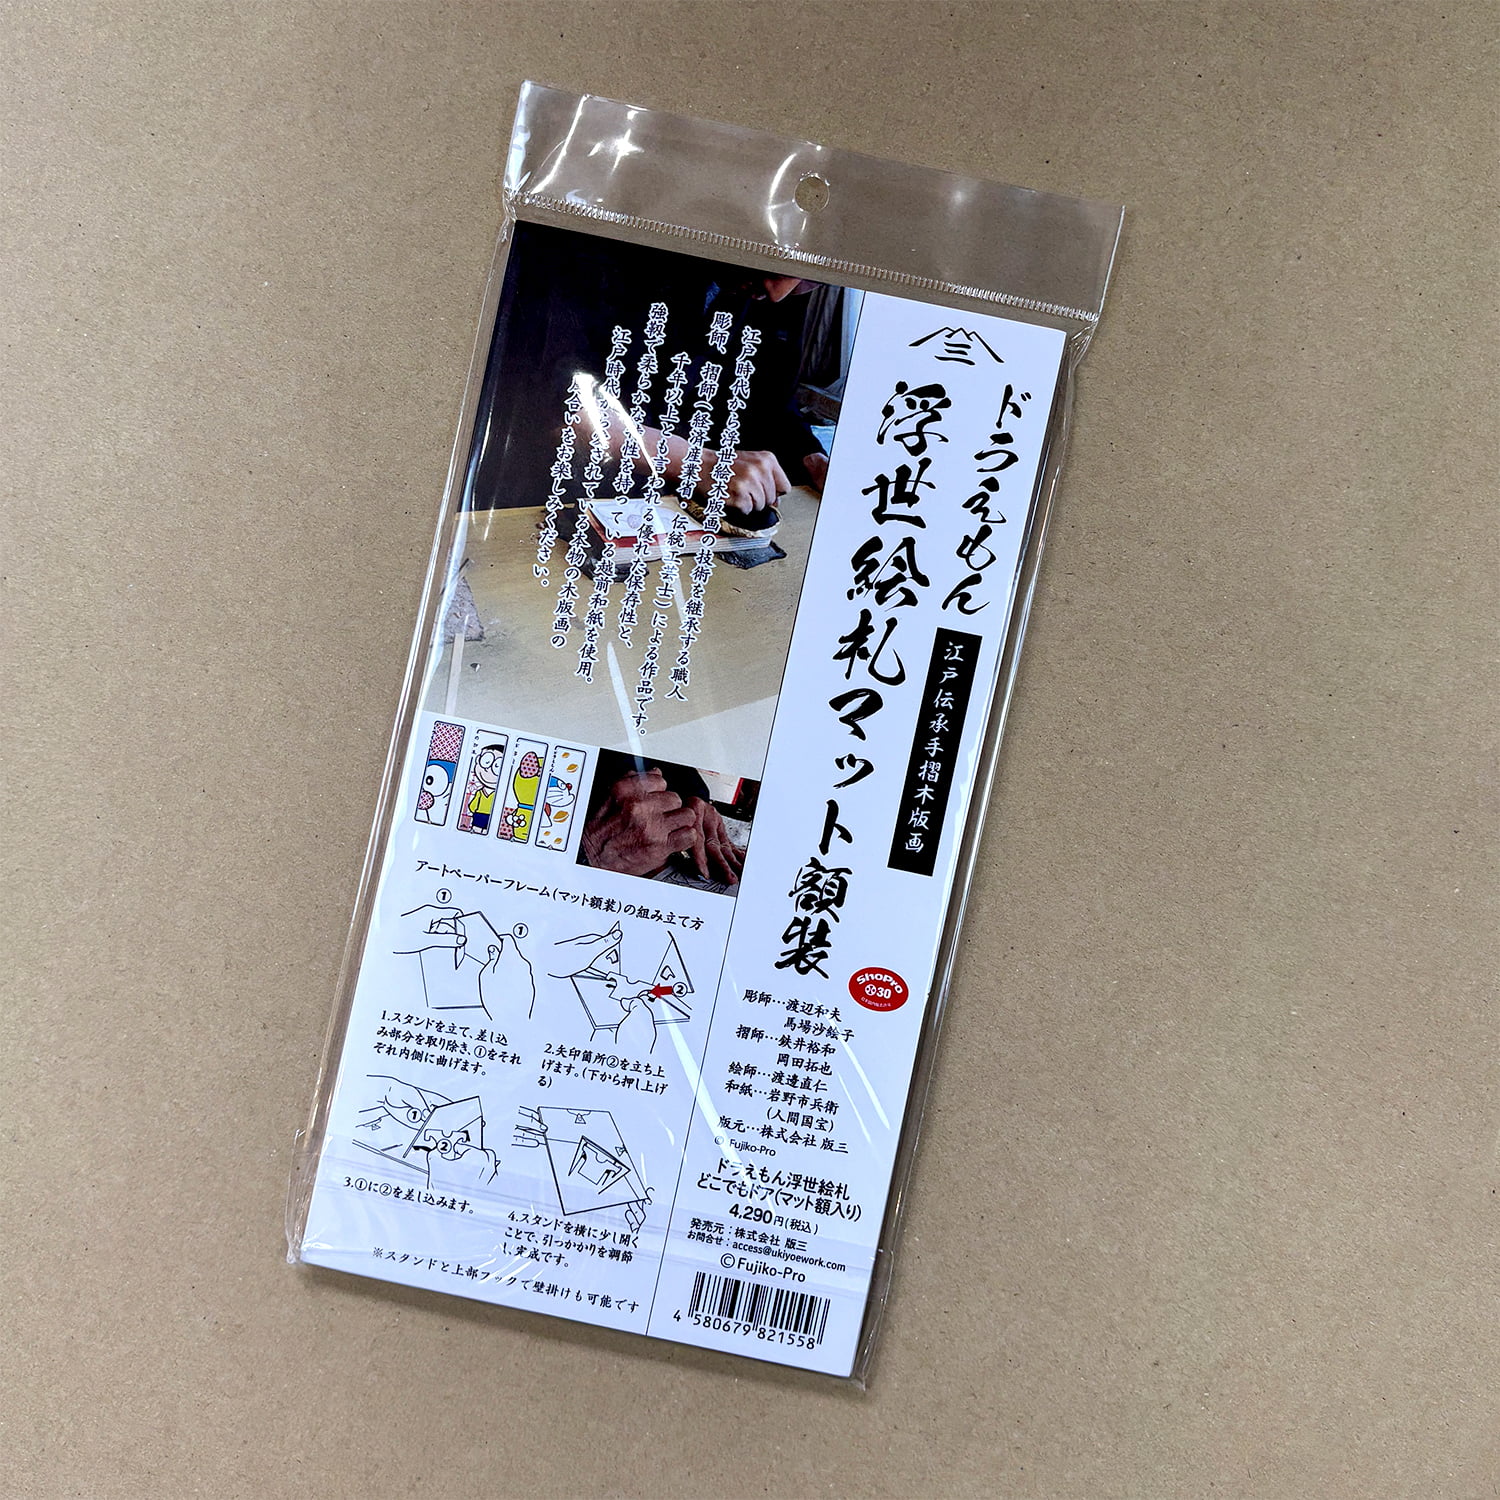 三
ドラえもん
浮世絵札マット額装
江戸伝承手摺木版画
江戸時代から浮世絵木版画の技術を継承する職人
彫師、摺師(経済産業省・伝統工芸士)による作品です。
千年以上とも言われる優れた保存性と、
強靱で柔らかな 性を持っている越前和紙を使用。
江戸時代から されている本物の木版画の
風合いをお楽しみください。
アートペーパーフレーム(マット額装)の組み立て方
①
①
②
1.スタンドを立て、差し込
み部分を取り除き、①をそれ
ぞれ内側に曲げます。
2.矢印箇所②を立ち上
げます。(下から押し上げ
る)
①
②
3.①に②を差し込みます。
4.スタンドを横に少し開く
ことで、引っかかりを調節
し、完成です。
※スタンドと上部フックで壁掛けも可能です
ShoPro
30
彫師…渡辺和夫
馬場沙絵子
摺師…鉄井裕和
岡田拓也
絵師…渡邉直仁
和紙…岩野市兵衛
(人間国宝)
版元…株式会社 版三
© Fujiko-Pro
ドラえもん浮世絵札
どこでもドア(マット額入り)
4,290円(税込)
発売元：株式会社 版三
お問合せ：access@ukiyoework.com
©Fujiko-Pro
4 580679 821558